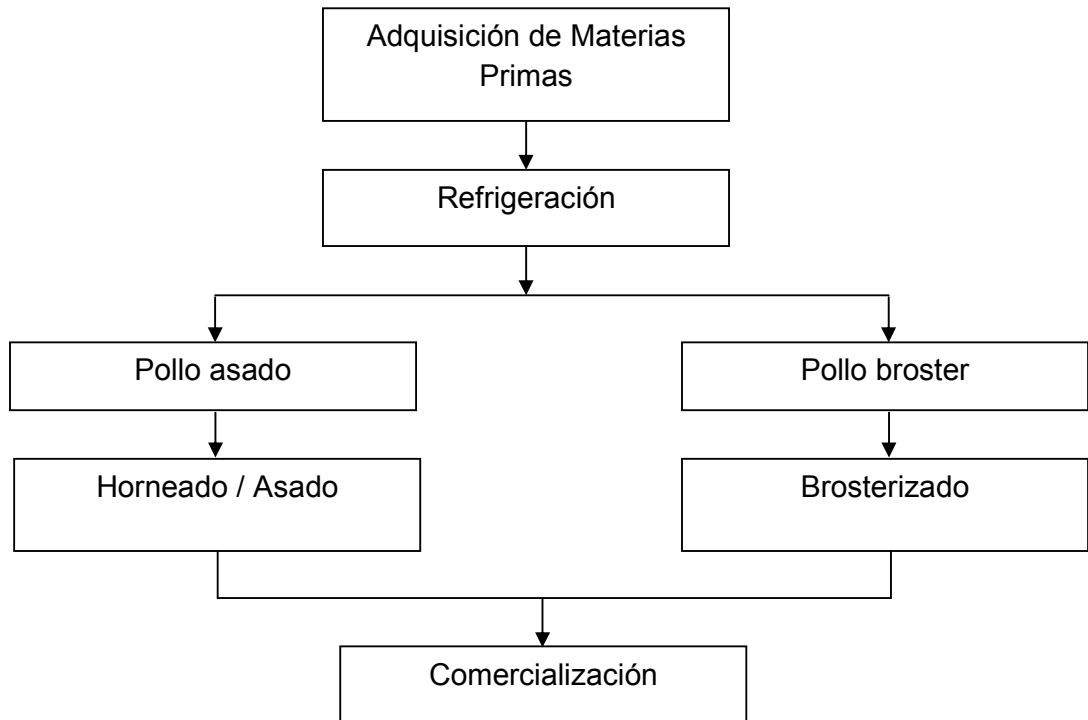 Adquisición de Materias
Primas
Refrigeración
Pollo asado
Pollo broster
Horneado / Asado
Brosterizado
Comercialización